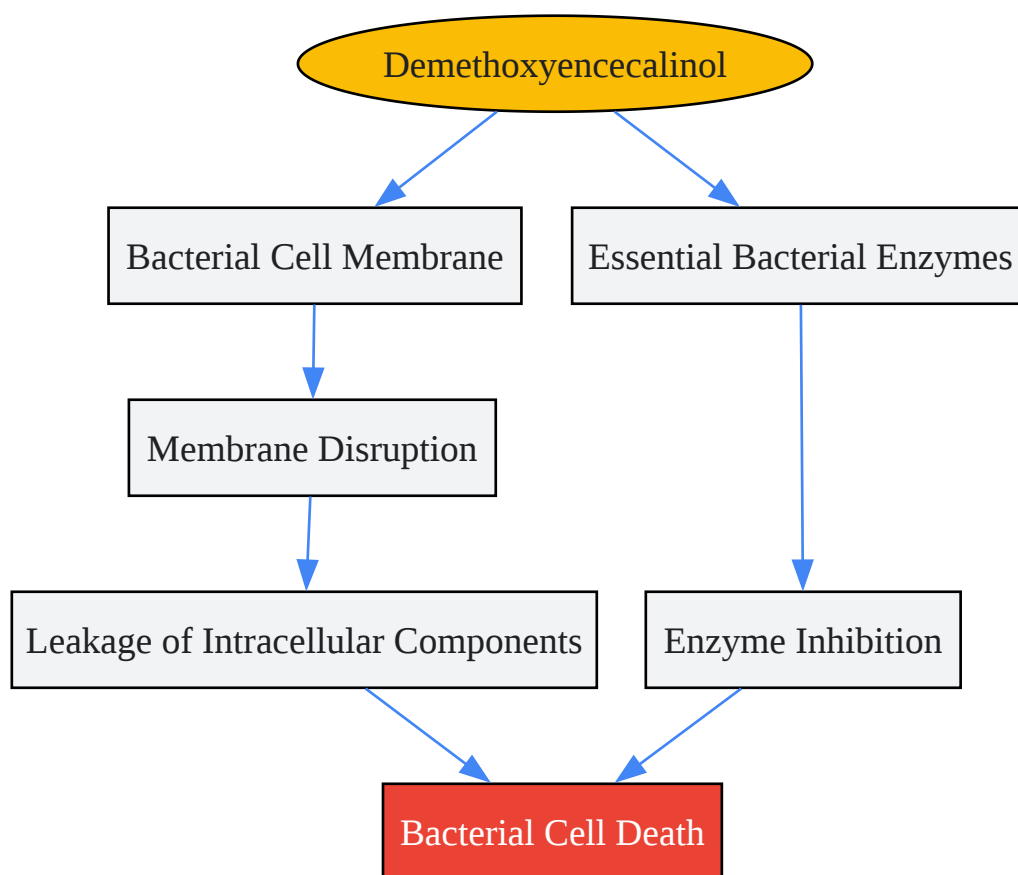 Demethoxyencecalinol
Bacterial Cell Membrane
Essential Bacterial Enzymes
Membrane Disruption
Leakage of Intracellular Components
Enzyme Inhibition
Bacterial Cell Death